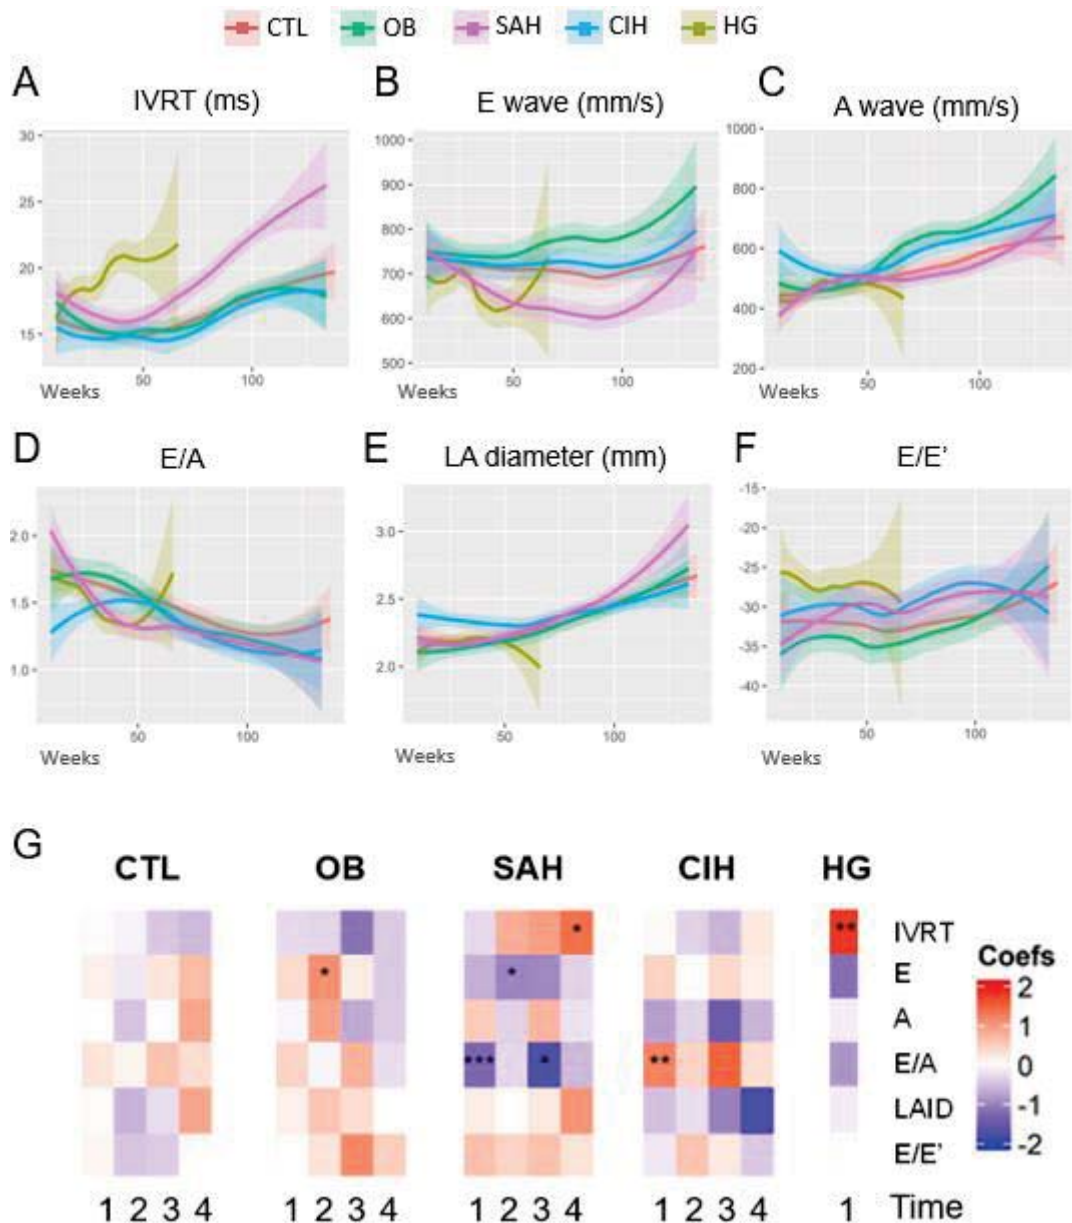 CTL OB SAH CIH HG
A B C
IVRT (ms) E wave (mm/s) A wave (mm/s)
30 1000 1000
25 900 800
20 800 600
15 700 400
600 200
500
50 100 50 100 50 100
Weeks Weeks Weeks
D E F
E/A LA diameter (mm) E/E'
2.0 3.0 -15
1.5 2.5 -20
1.0 2.0 -25
-30
-35
-40
50 100 50 100 50 100
Weeks Weeks Weeks
G
CTL OB SAH CIH HG
* ** IVRT
* * E
A
*** * ** E/A
LAID
E/E'
Coefs
2
1
0
-1
-2
1 2 3 4 1 2 3 4 1 2 3 4 1 2 3 4 1 Time